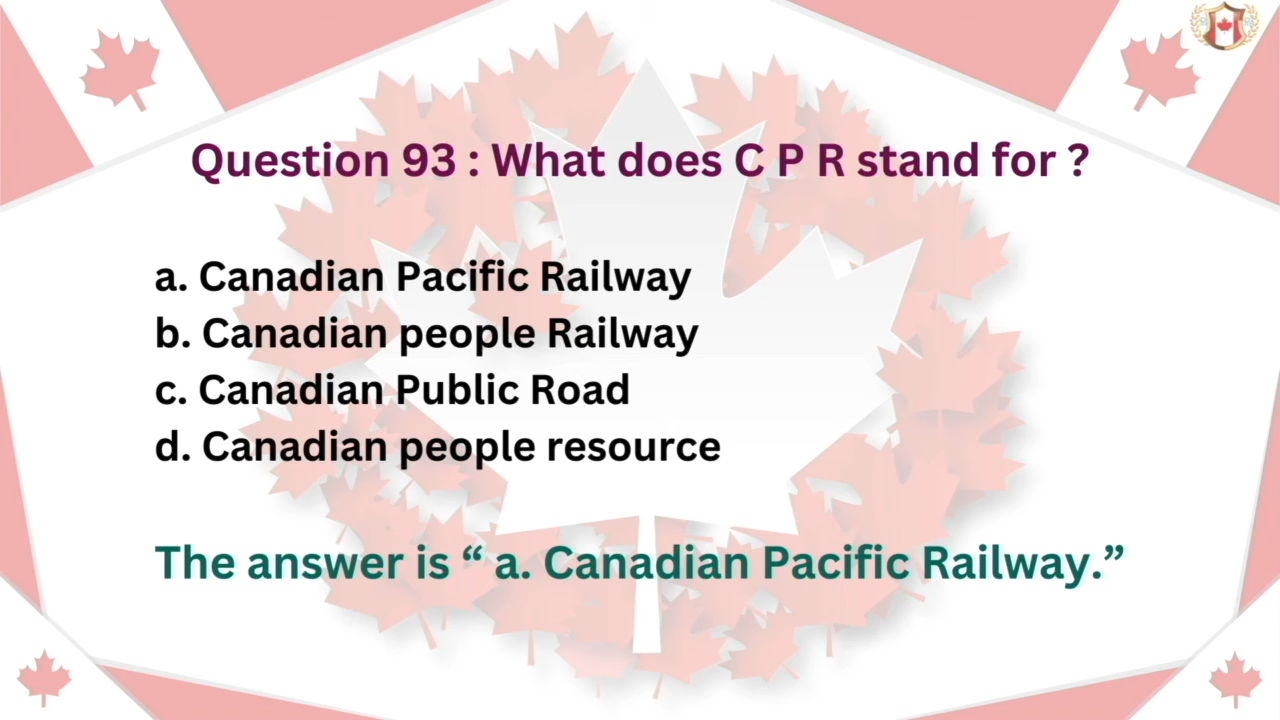 Question 93 : What does C P R stand for ?
a. Canadian Pacific Railway
b. Canadian people Railway
c. Canadian Public Road
d. Canadian people resource
The answer is “ a. Canadian Pacific Railway.”